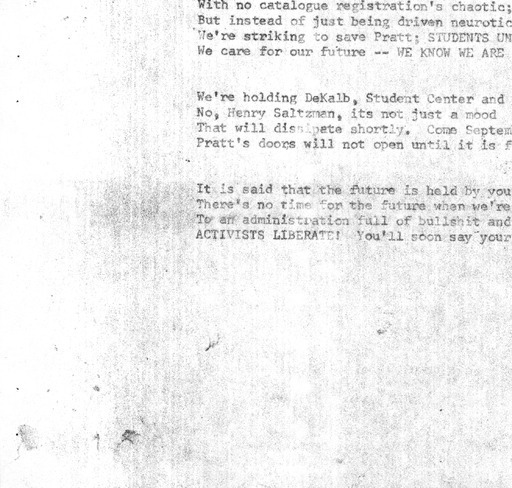 With no catalogue registration's chaotic;
But instead of just being driven neurotic
We're striking to save Pratt; STUDENTS UN
We care for our future -- WE KNOW WE ARE
We're holding DeKalb, Student Center and
No, Henry Saltzman, its not just a mood
That will dissipate shortly. Come Septem
Pratt's doors will not open until it is f
It is said that the future is held by you
There's no time for the future when we're
To an administration full of bullshit and
ACTIVISTS LIBERATE! You'll soon say your